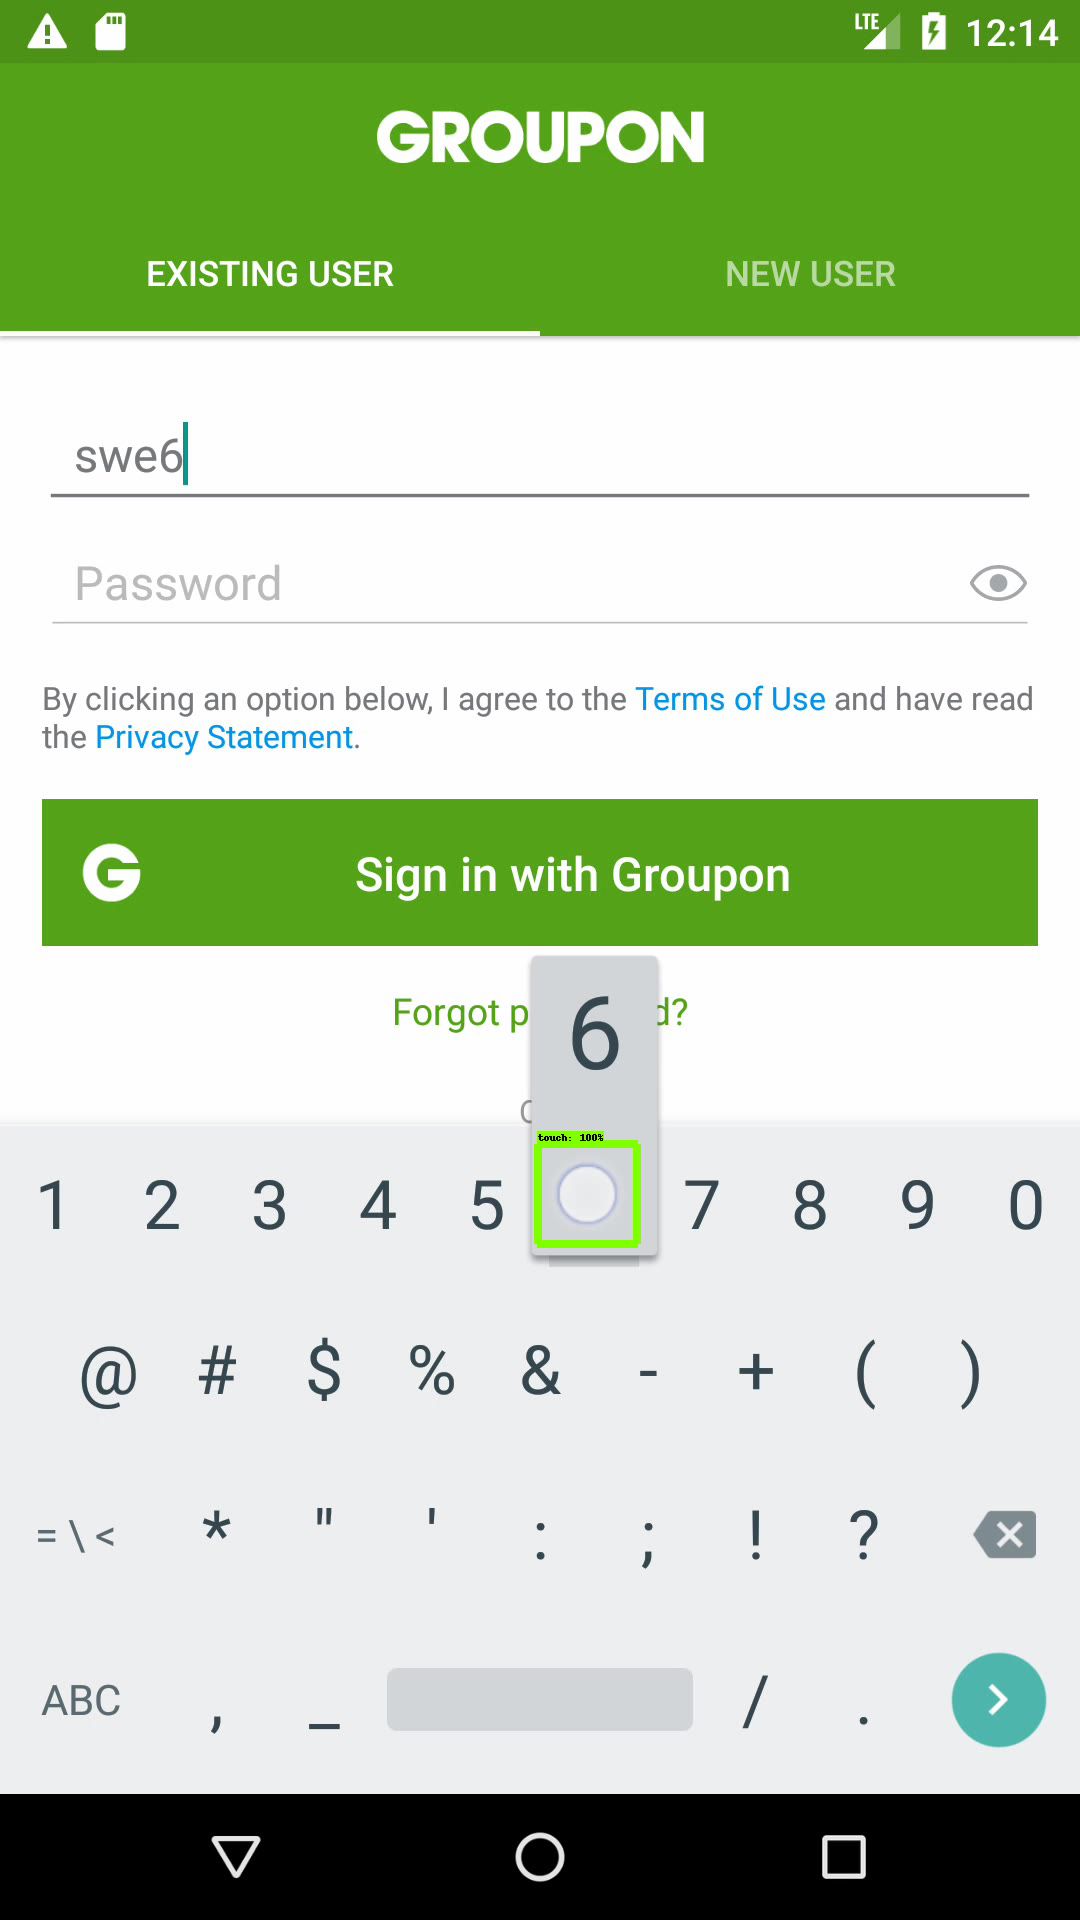 LTE 12:14
GROUPON
EXISTING USER NEW USER
swe6
Password
By clicking an option below, I agree to the Terms of Use and have read
the Privacy Statement.
G Sign in with Groupon
Forgot p d?
6
touch: 100%
1 2 3 4 5 7 8 9 0
@ # $ % & - + ( )
= \ < * " ' : ; ! ?
ABC , _ / .